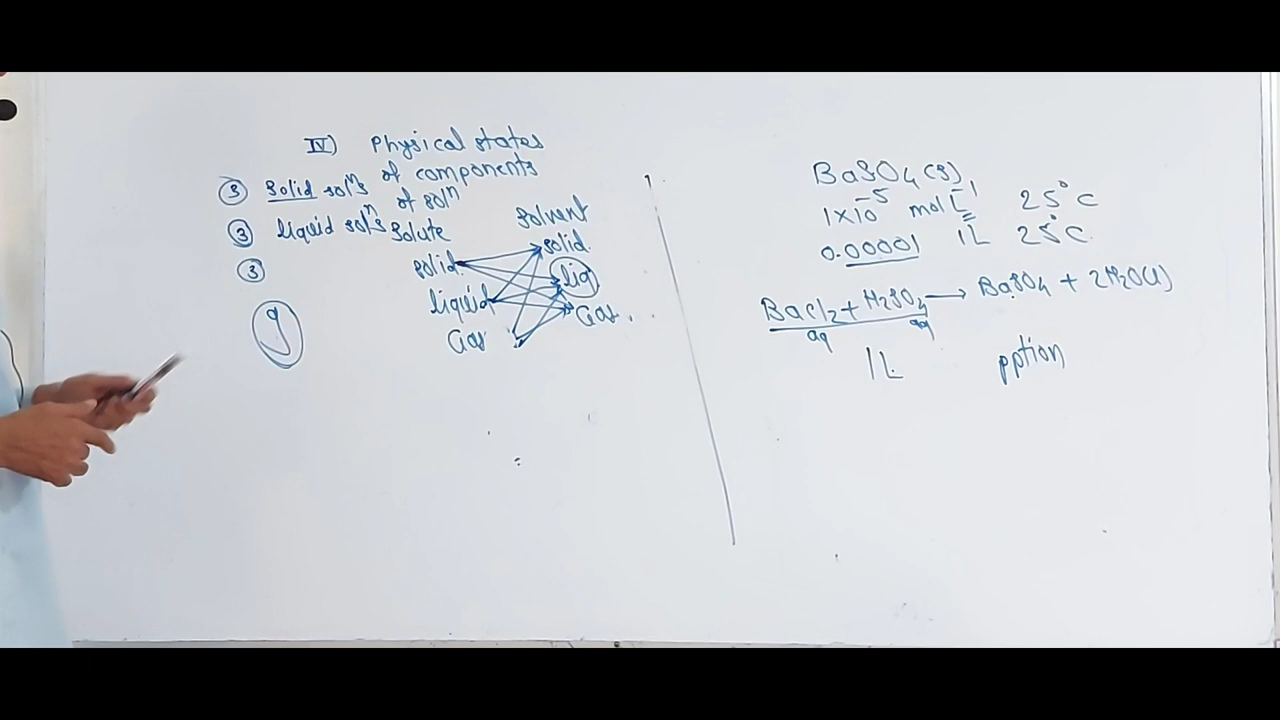 IV) Physical states
of components
③ Solid solⁿs of solⁿ
③ liquid solⁿs
③
9
Solute Solvent
solid solid.
liquid liq
Gas Gas.
BaSO4(s)
1×10⁻⁵ mol L⁻¹ 25°C
0.00001 1L 25°C.
BaCl2 + H2SO4 → BaSO4 + 2H2O(l)
aq aq
1L pption